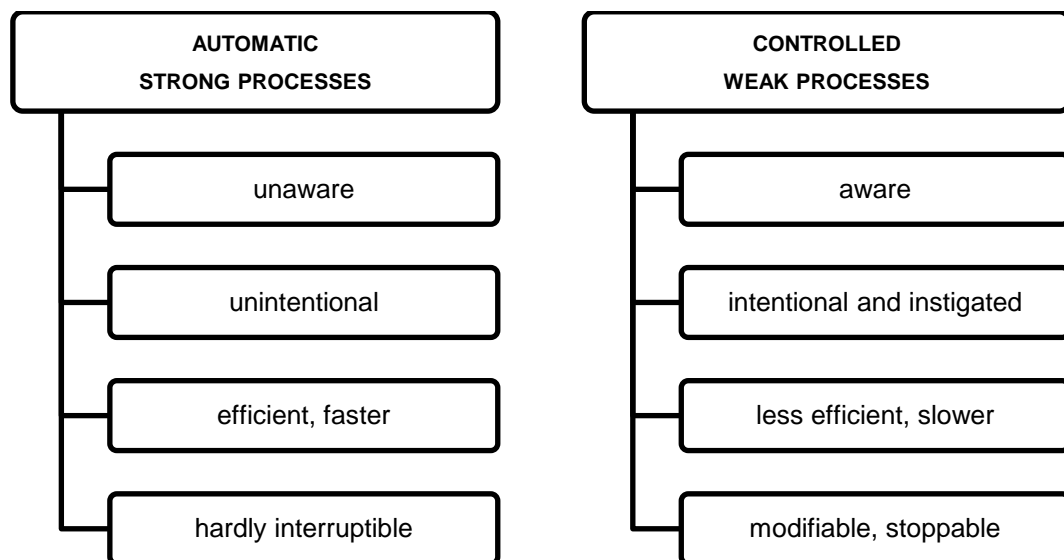 AUTOMATIC
STRONG PROCESSES
unaware
unintentional
efficient, faster
hardly interruptible
CONTROLLED
WEAK PROCESSES
aware
intentional and instigated
less efficient, slower
modifiable, stoppable